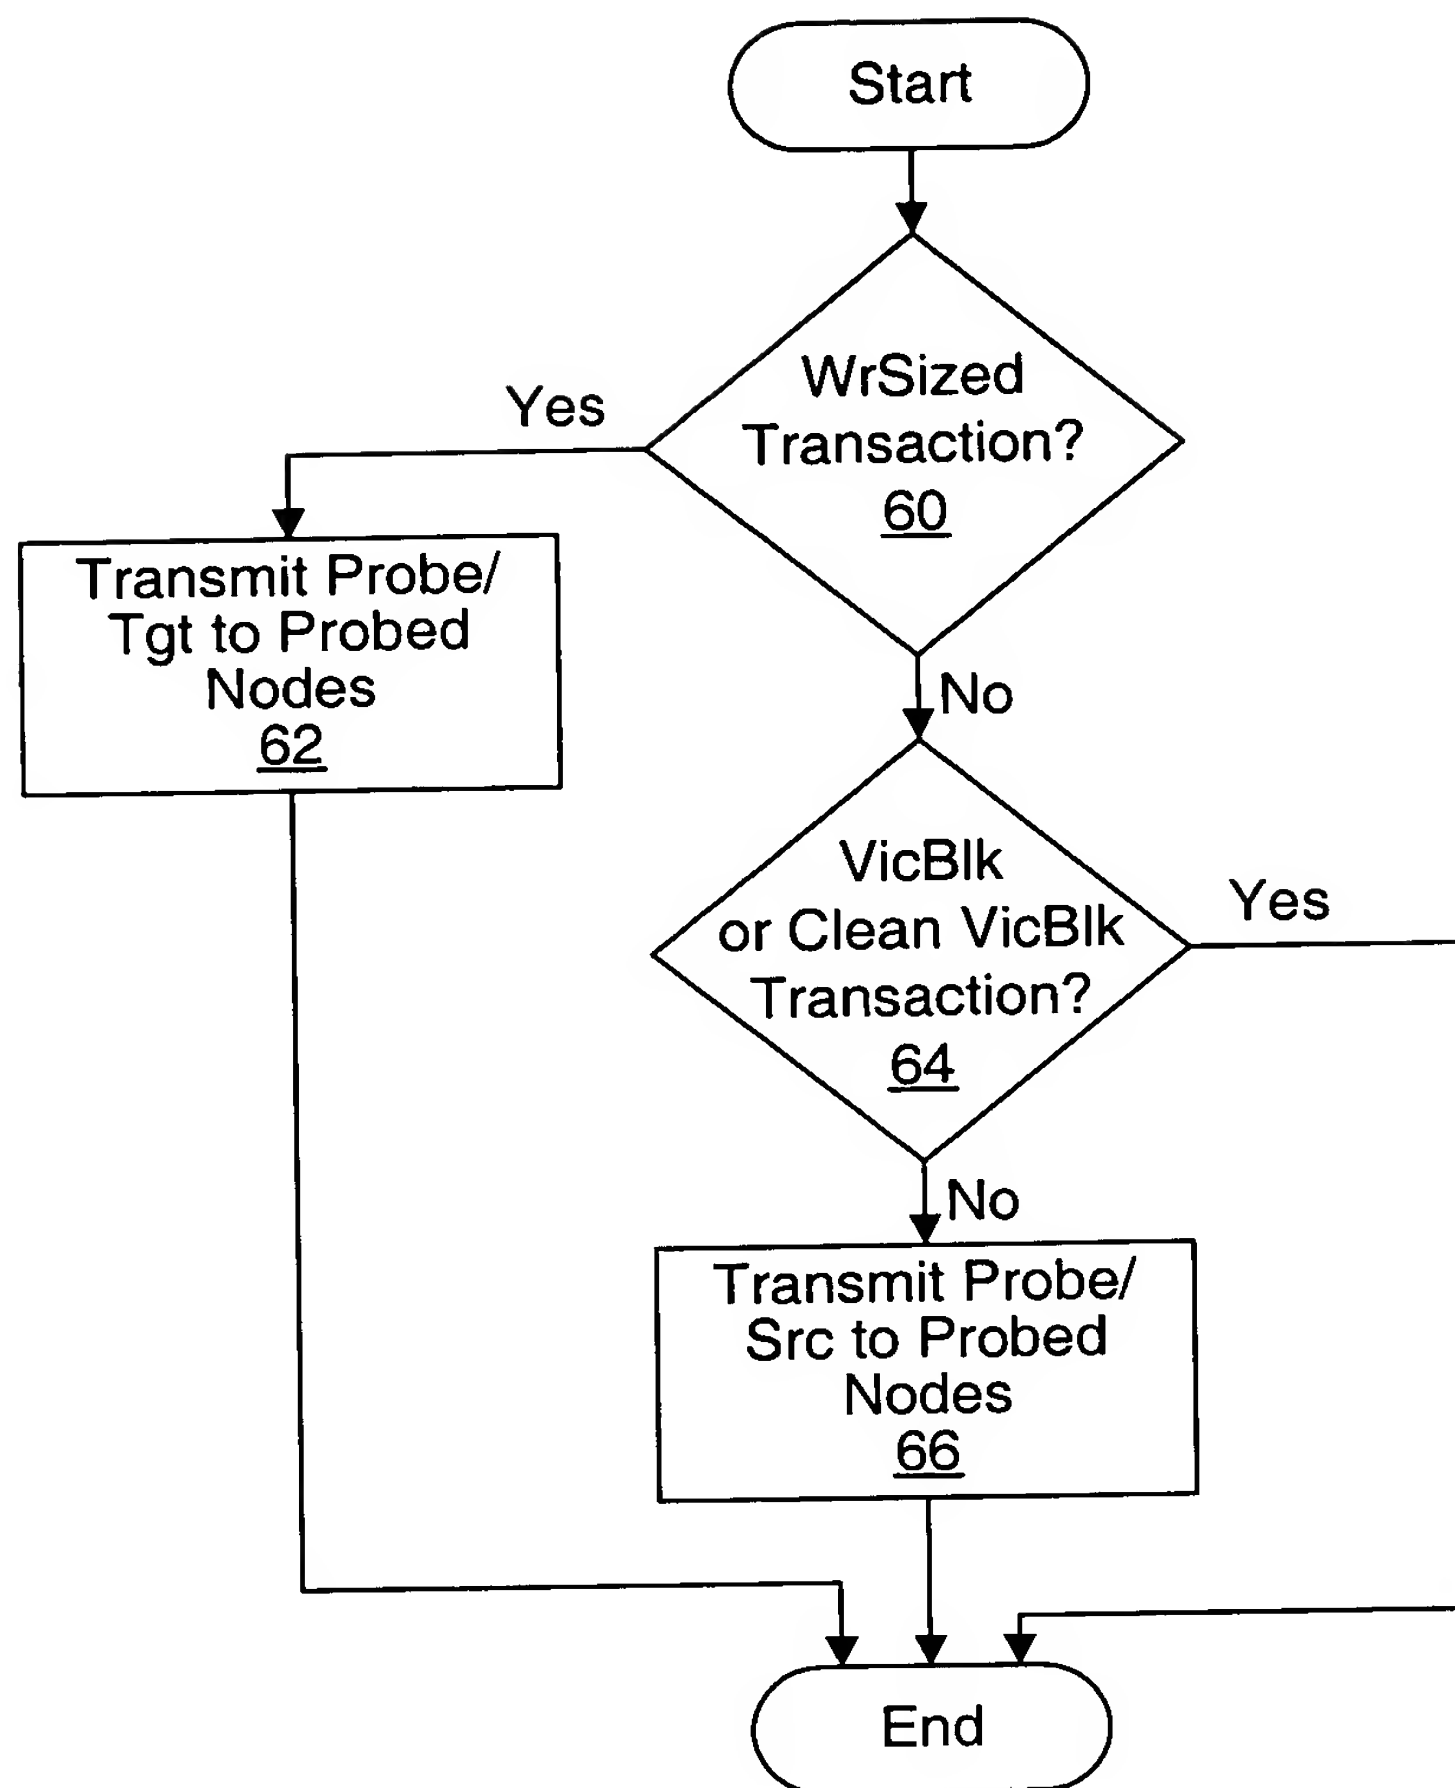 Start
WrSized
Transaction?
60
Yes
Transmit Probe/
Tgt to Probed
Nodes
62
No
VicBlk
or Clean VicBlk
Transaction?
64
Yes
No
Transmit Probe/
Src to Probed
Nodes
66
End